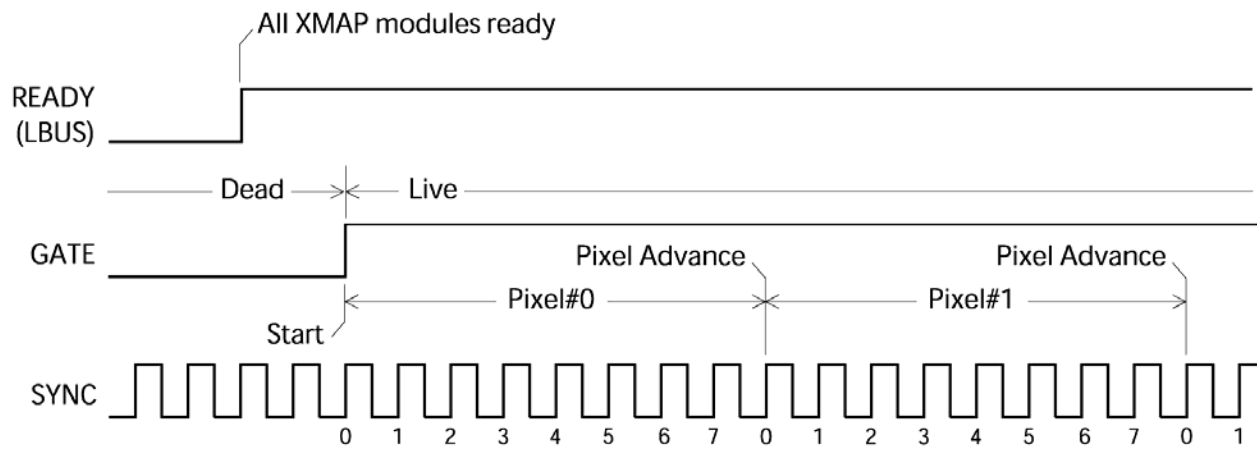 All XMAP modules ready
READY
(LBUS)
Dead
Live
GATE
Pixel Advance
Pixel Advance
Pixel#0
Pixel#1
Start
SYNC
0 1 2 3 4 5 6 7 0 1 2 3 4 5 6 7 0 1